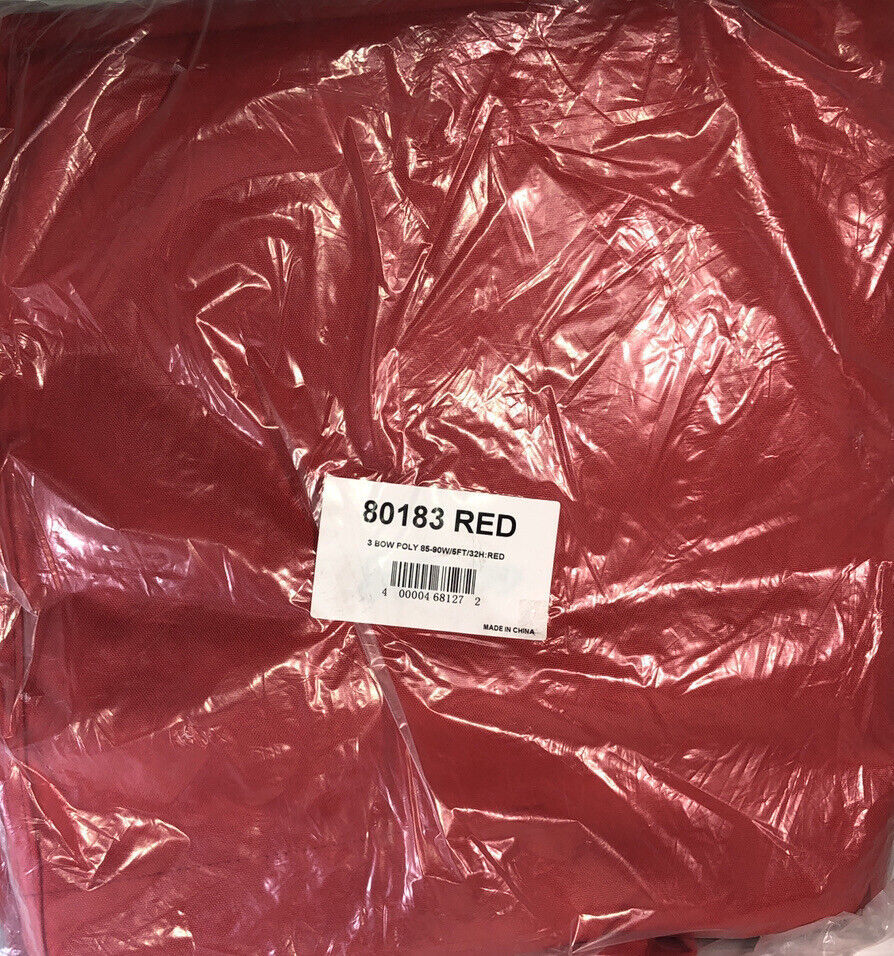 80183 RED
3 BOW POLY 85-90W/5FT/32H:RED
4 00004 68127 2
MADE IN CHINA